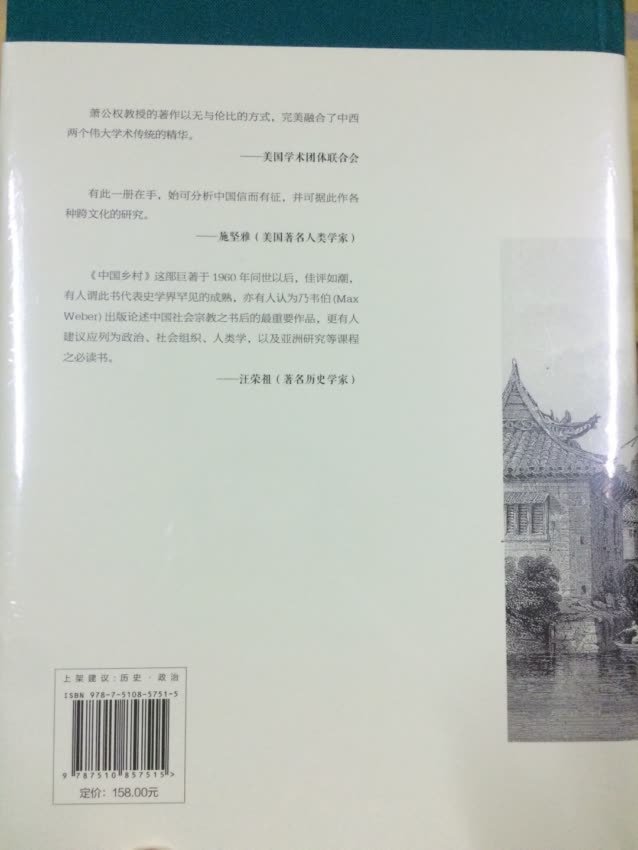 萧公权教授的著作以无与伦比的方式，完美融合了中西
两个伟大学术传统的精华。
——美国学术团体联合会
有此一册在手，始可分析中国信而有征，并可据此作各
种跨文化的研究。
——施坚雅（美国著名人类学家）
《中国乡村》这部巨著于 1960 年问世以后，佳评如潮，
有人谓此书代表史学界罕见的成熟，亦有人认为乃韦伯 (Max
Weber) 出版论述中国社会宗教之书后的最重要作品，更有人
建议应列为政治、社会组织、人类学，以及亚洲研究等课程
之必读书。
——汪荣祖（著名历史学家）
上架建议：历史 · 政治
ISBN 978-7-5108-5751-5
9 787510 857515 >
定价：158.00元